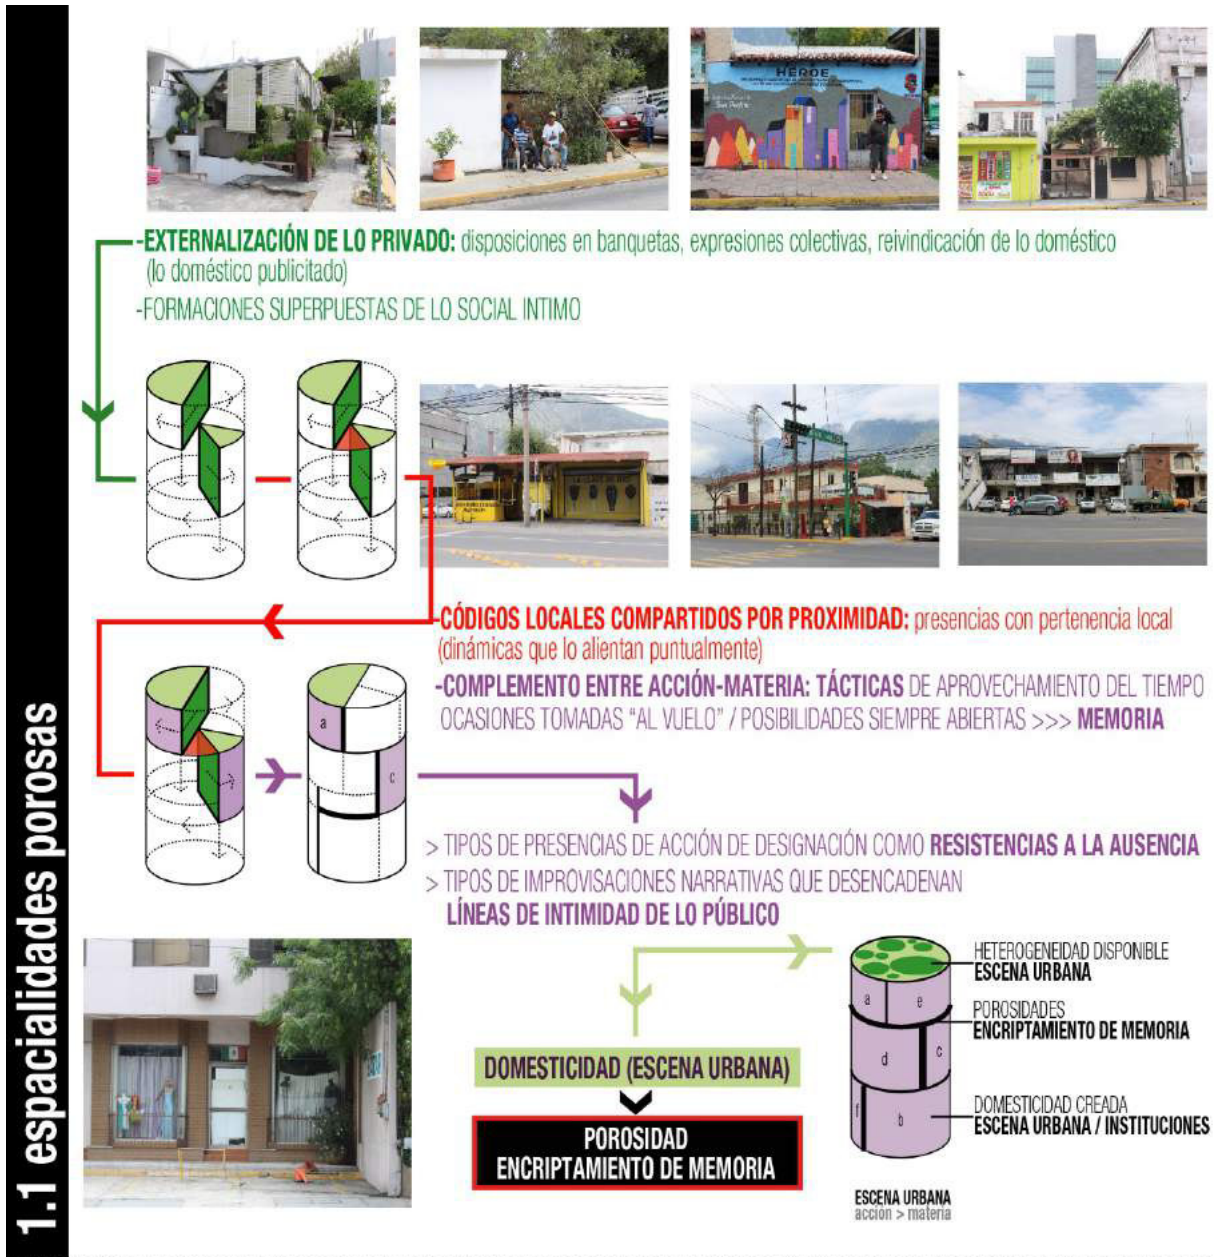 1.1 espacialidades porosas
HÉROE
San Pedro
-EXTERNALIZACIÓN DE LO PRIVADO: disposiciones en banquetas, expresiones colectivas, reivindicación de lo doméstico
(lo doméstico publicitado)
-FORMACIONES SUPERPUESTAS DE LO SOCIAL INTIMO
-CÓDIGOS LOCALES COMPARTIDOS POR PROXIMIDAD: presencias con pertenencia local
(dinámicas que lo alientan puntualmente)
-COMPLEMENTO ENTRE ACCIÓN-MATERIA: TÁCTICAS DE APROVECHAMIENTO DEL TIEMPO
OCASIONES TOMADAS “AL VUELO” / POSIBILIDADES SIEMPRE ABIERTAS >>> MEMORIA
a
c
> TIPOS DE PRESENCIAS DE ACCIÓN DE DESIGNACIÓN COMO RESISTENCIAS A LA AUSENCIA
> TIPOS DE IMPROVISACIONES NARRATIVAS QUE DESENCADENAN
LÍNEAS DE INTIMIDAD DE LO PÚBLICO
DOMESTICIDAD (ESCENA URBANA)
POROSIDAD
ENCRIPTAMIENTO DE MEMORIA
a e
d c
f b
HETEROGENEIDAD DISPONIBLE
ESCENA URBANA
POROSIDADES
ENCRIPTAMIENTO DE MEMORIA
DOMESTICIDAD CREADA
ESCENA URBANA / INSTITUCIONES
ESCENA URBANA
acción > materia